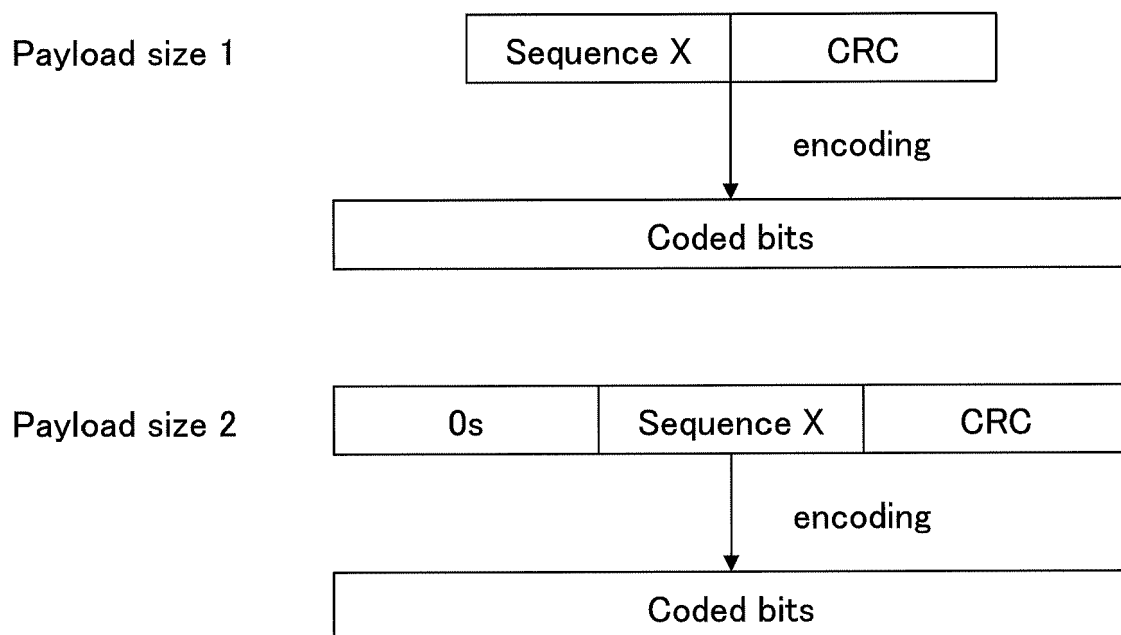 Payload size 1 Sequence X CRC
encoding
Coded bits
Payload size 2 0s Sequence X CRC
encoding
Coded bits